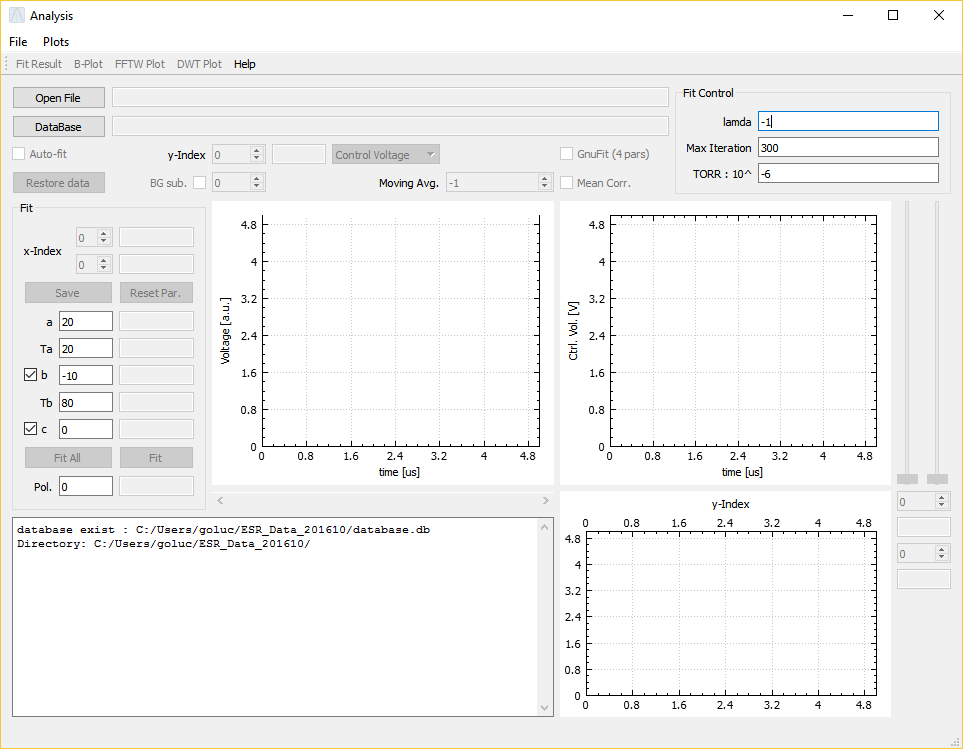 Analysis
File Plots
Fit Result B-Plot FFTW Plot DWT Plot Help
Open File
DataBase
Auto-fit y-Index 0 Control Voltage GnuFit (4 pars)
Restore data BG sub. 0 Moving Avg. -1 Mean Corr.
Fit Control
lamda -1
Max Iteration 300
TORR : 10^ -6
Fit
x-Index 0
0
Save Reset Par.
a 20
Ta 20
b -10
Tb 80
c 0
Fit All Fit
Pol. 0
Voltage [a.u.]
4.8
4
3.2
2.4
1.6
0.8
0
0 0.8 1.6 2.4 3.2 4 4.8
time [us]
Ctrl. Vol. [V]
4.8
4
3.2
2.4
1.6
0.8
0
0 0.8 1.6 2.4 3.2 4 4.8
time [us]
0
0
database exist : C:/Users/goluc/ESR_Data_201610/database.db
Directory: C:/Users/goluc/ESR_Data_201610/
y-Index
0 0.8 1.6 2.4 3.2 4 4.8
4.8
4
3.2
2.4
1.6
0.8
0
0 0.8 1.6 2.4 3.2 4 4.8